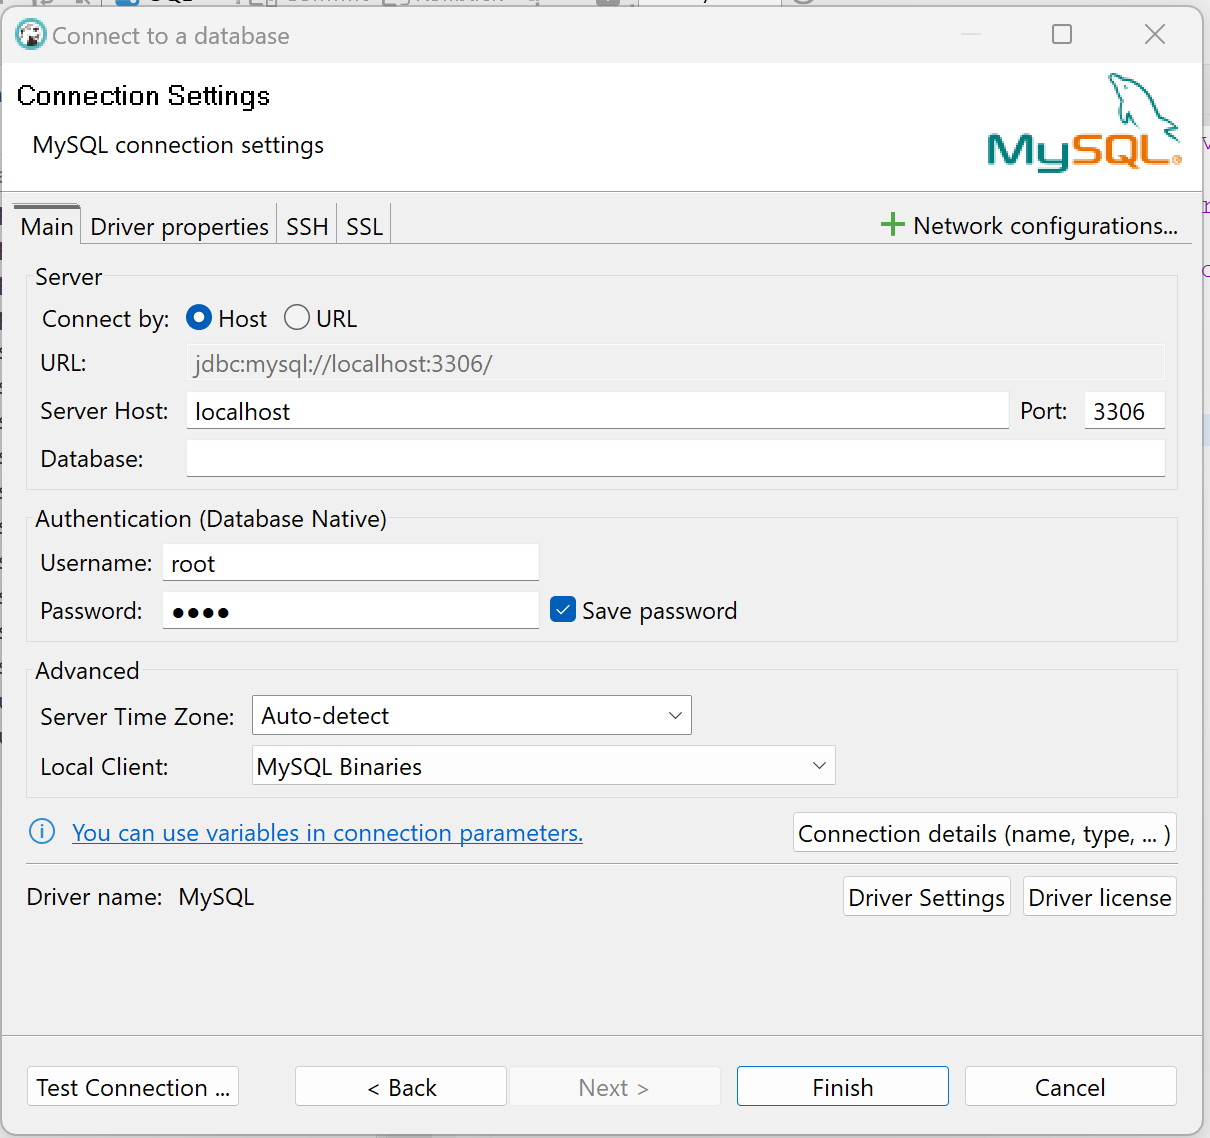 Connect to a database
Connection Settings
MySQL connection settings
MySQL®
Main Driver properties SSH SSL Network configurations...
Server
Connect by: Host URL
URL: jdbc:mysql://localhost:3306/
Server Host: localhost Port: 3306
Database:
Authentication (Database Native)
Username: root
Password: ●●●● Save password
Advanced
Server Time Zone: Auto-detect
Local Client: MySQL Binaries
You can use variables in connection parameters. Connection details (name, type, ... )
Driver name: MySQL Driver Settings Driver license
Test Connection ... < Back Next > Finish Cancel